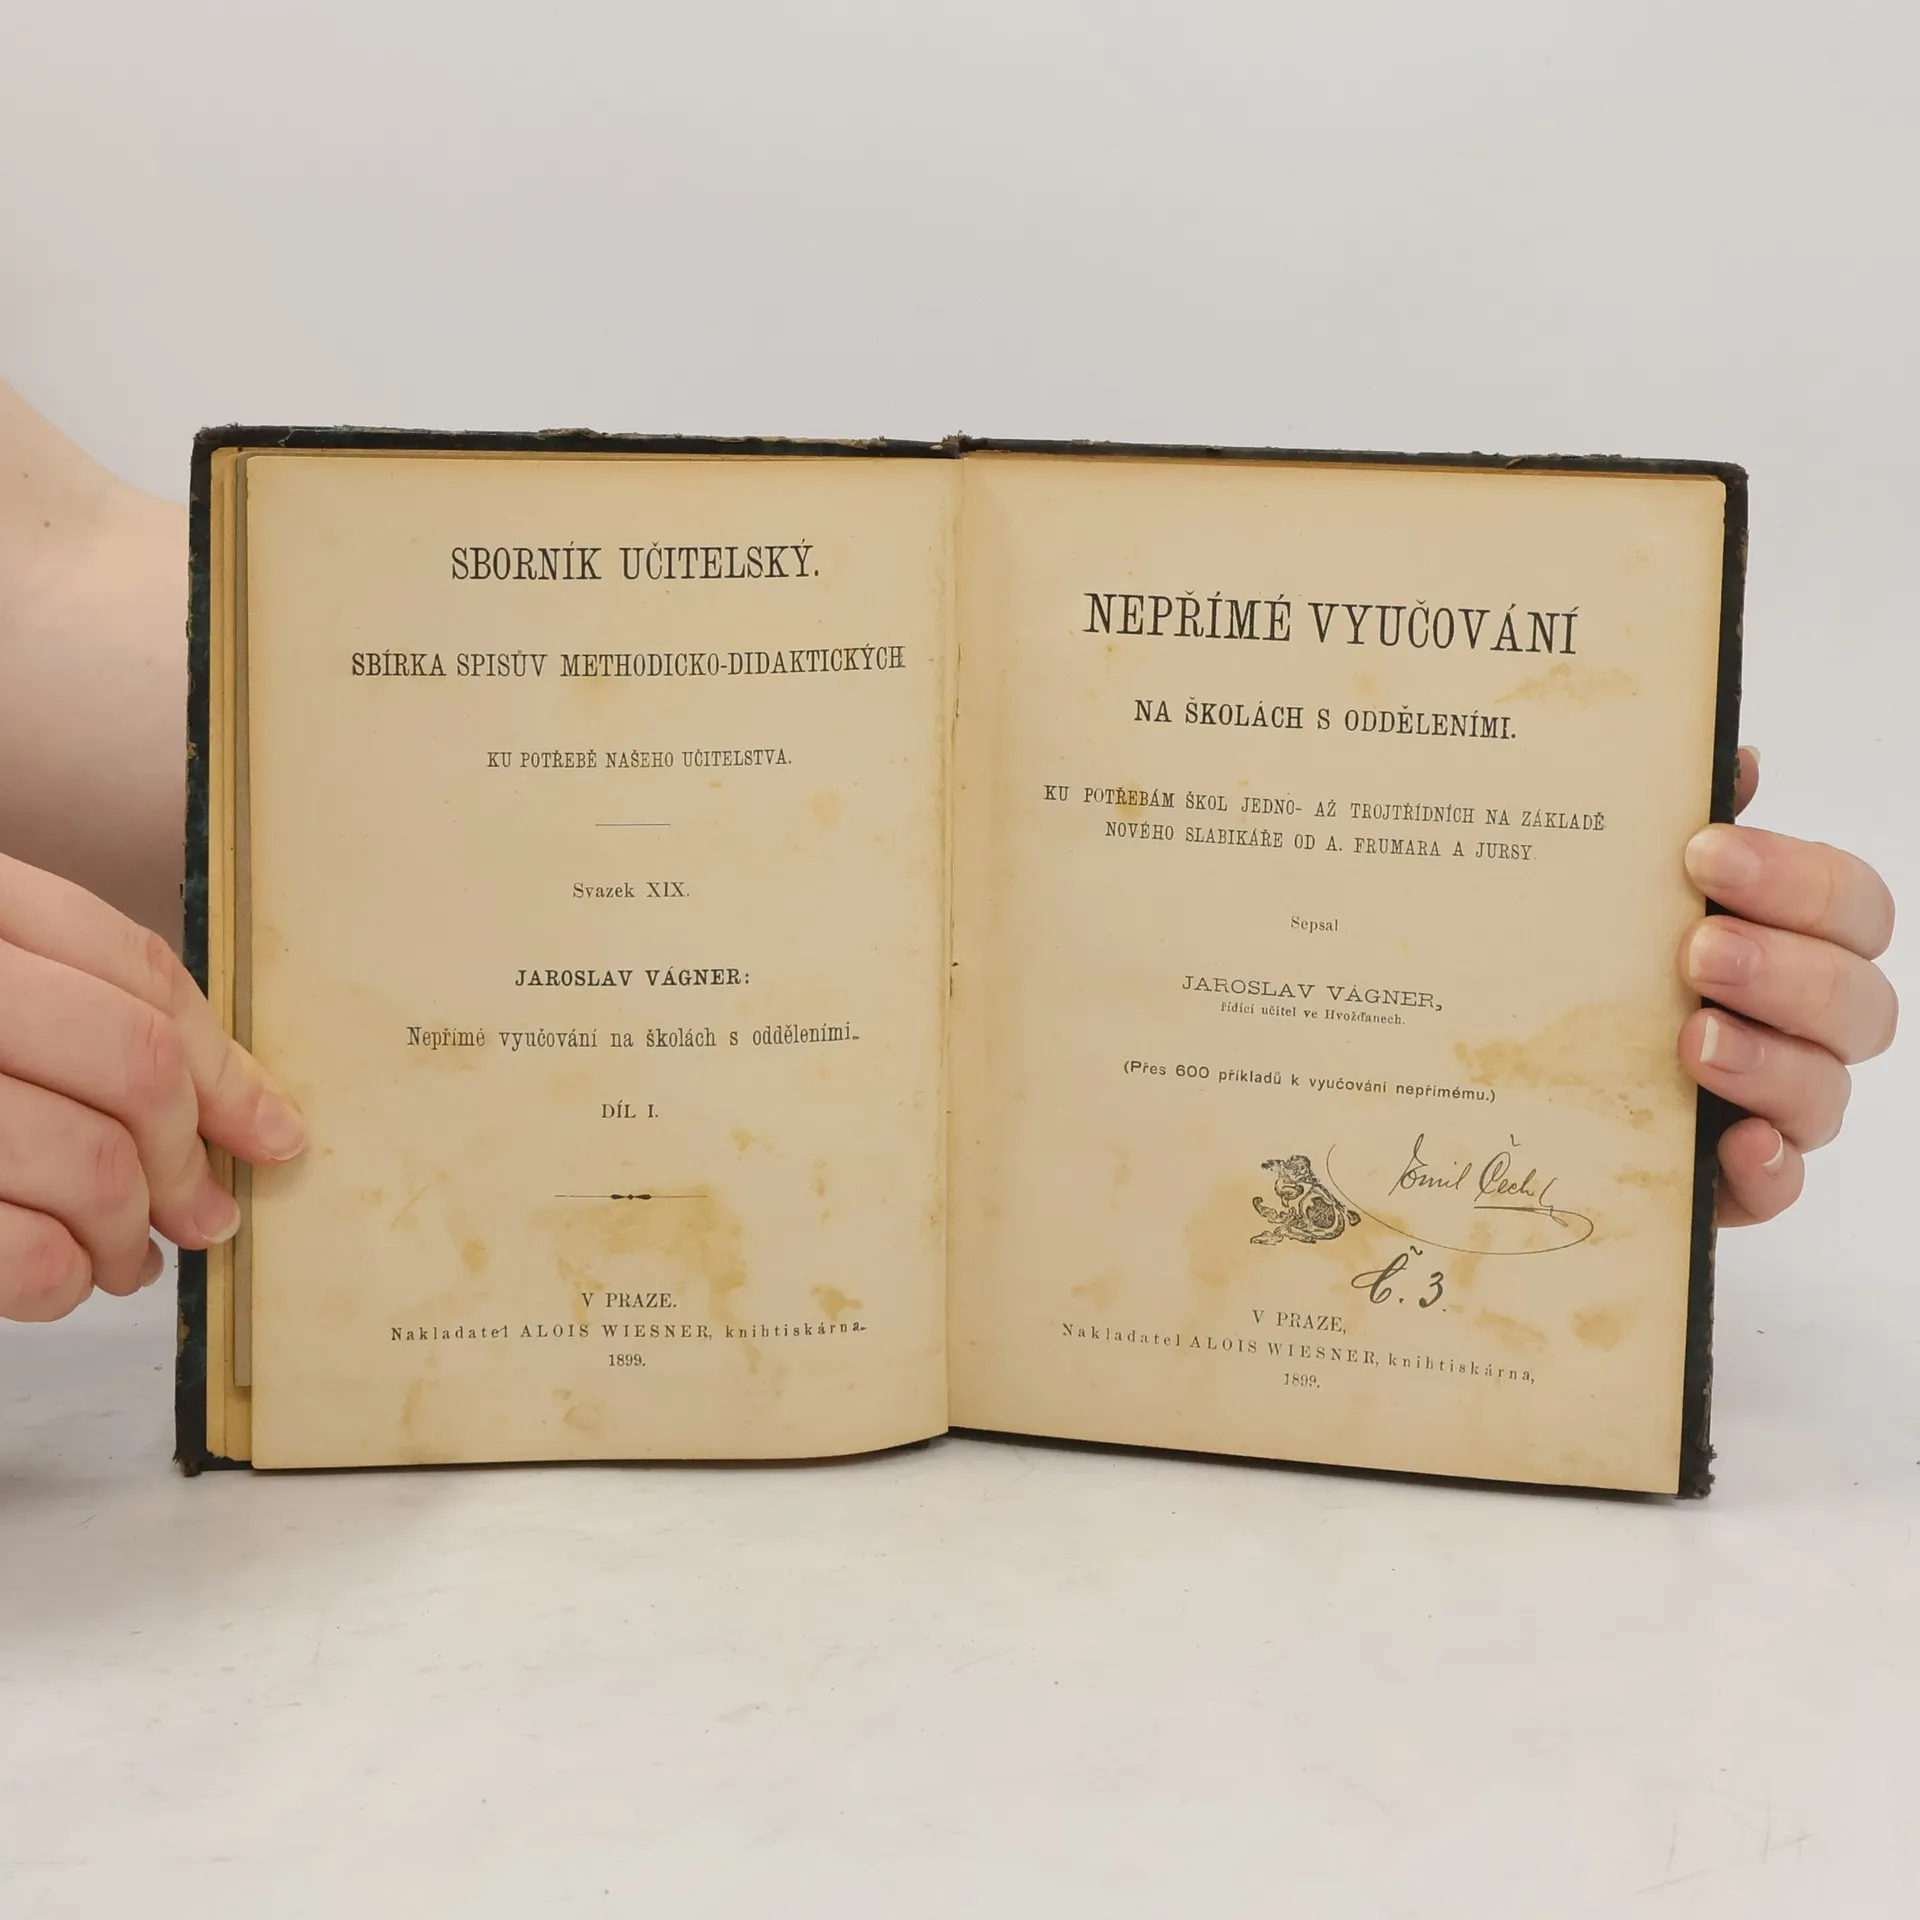 SBORNÍK UČITELSKÝ.
SBÍRKA SPISŮV METHODICKO-DIDAKTICKÝCH
KU POTŘEBĚ NAŠEHO UČITELSTVA.
Svazek XIX.
JAROSLAV VÁGNER:
Nepřímé vyučování na školách s odděleními.
DÍL I.
V PRAZE.
Nakladatel ALOIS WIESNER, knihtiskárna.
1899.
NEPŘÍMÉ VYUČOVÁNÍ
NA ŠKOLÁCH S ODDĚLENÍMI.
KU POTŘEBÁM ŠKOL JEDNO- AŽ TROJTŘÍDNÍCH NA ZÁKLADĚ
NOVÉHO SLABIKÁŘE OD A. FRUMARA A JURSY.
Sepsal
JAROSLAV VÁGNER,
řídící učitel ve Hvožďanech.
(Přes 600 příkladů k vyučování nepřímému.)
Emil Čech
Č. 3.
V PRAZE,
Nakladatel ALOIS WIESNER, knihtiskárna,
1899.